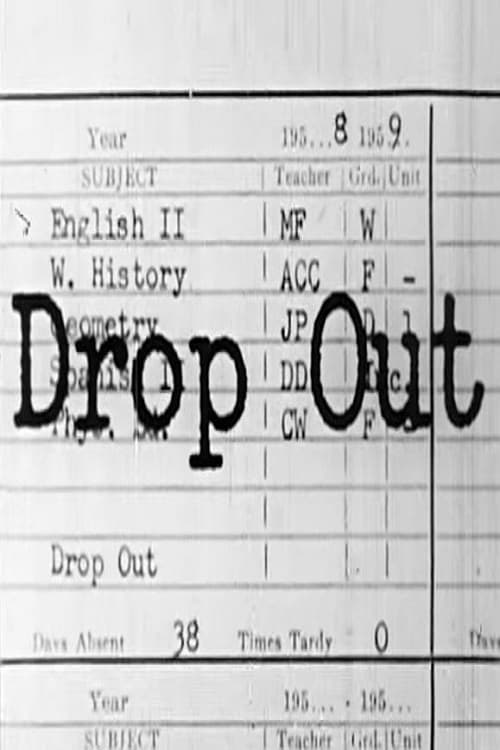 Year 195...8 1959.
SUBJECT Teacher Grd. Unit
English II MF W
W. History ACC F -
Geometry JP D 1
Drop Out
Spanish I DD Inc.
Phys. Ed. CW F
Drop Out
Days Absent 38 Times Tardy 0 Days
Year 195... - 195...
SUBJECT Teacher Grd. Unit